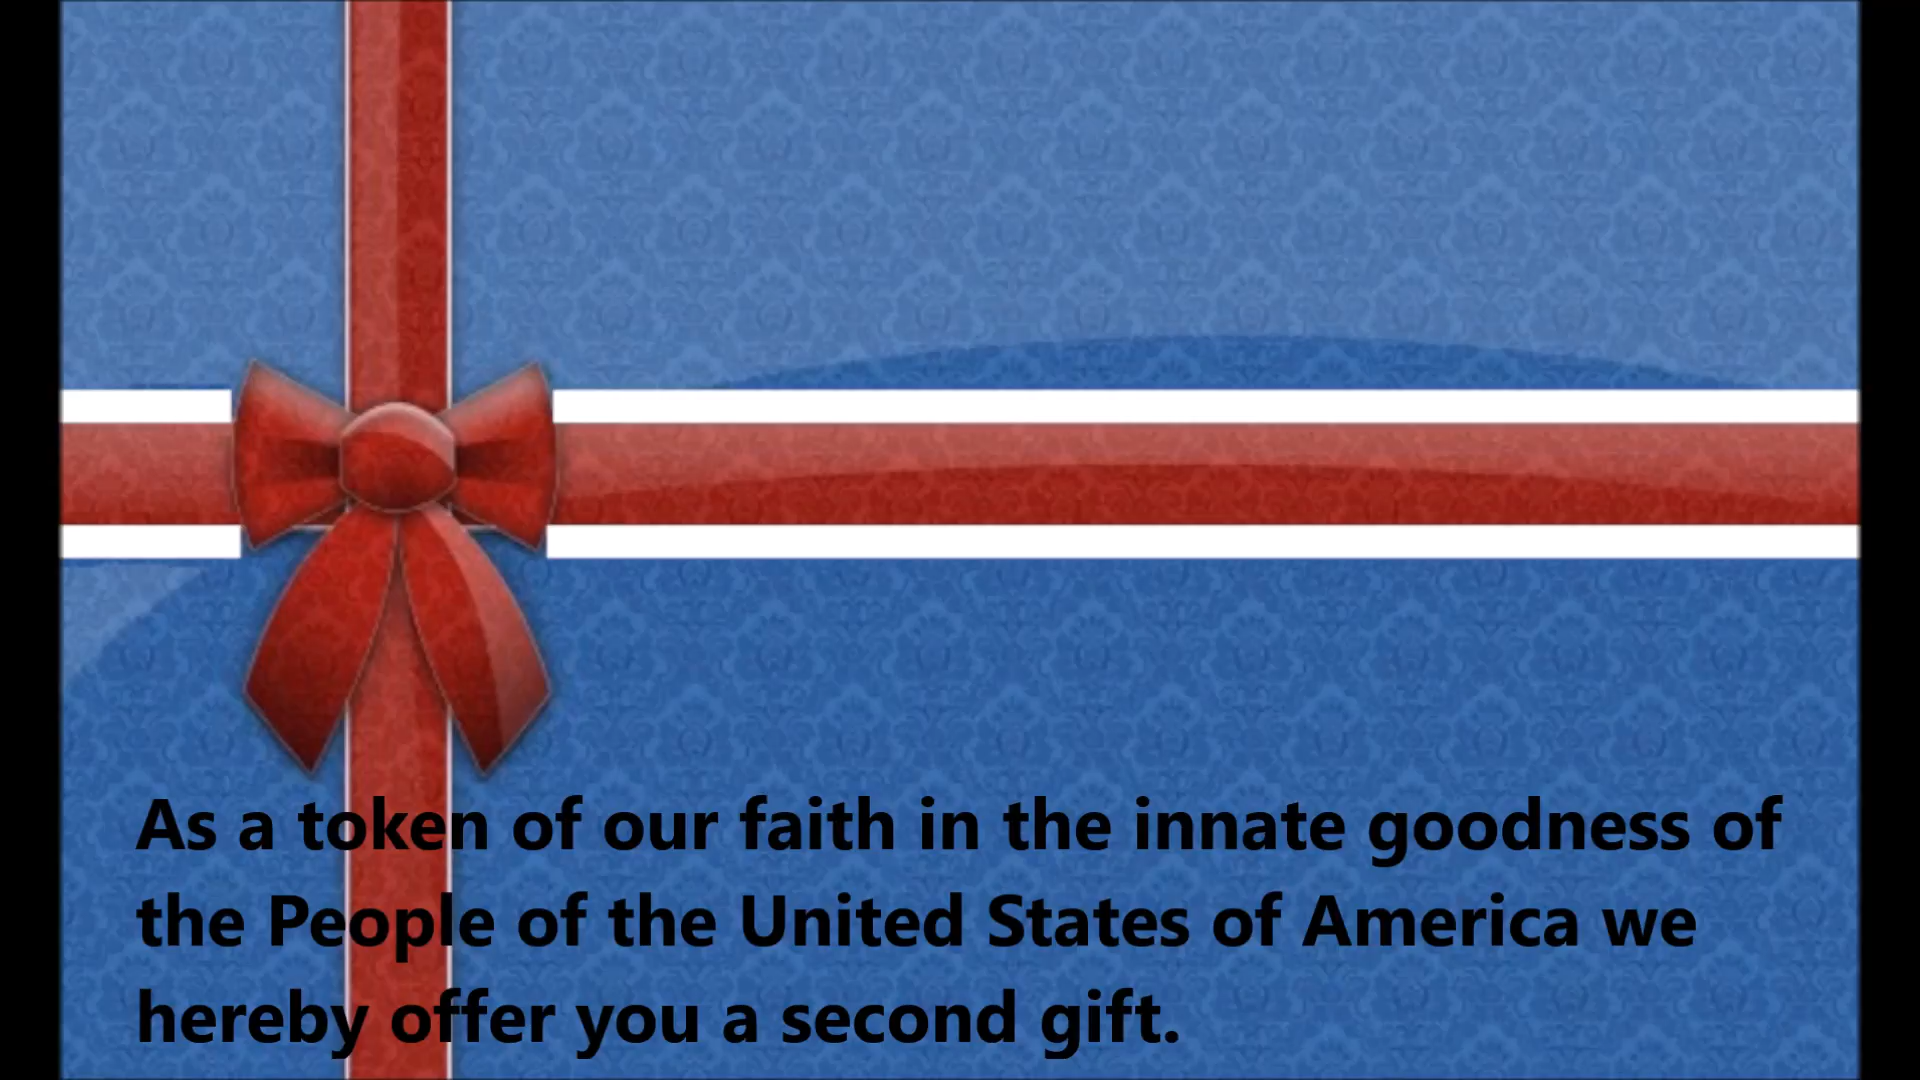 As a token of our faith in the innate goodness of
the People of the United States of America we
hereby offer you a second gift.